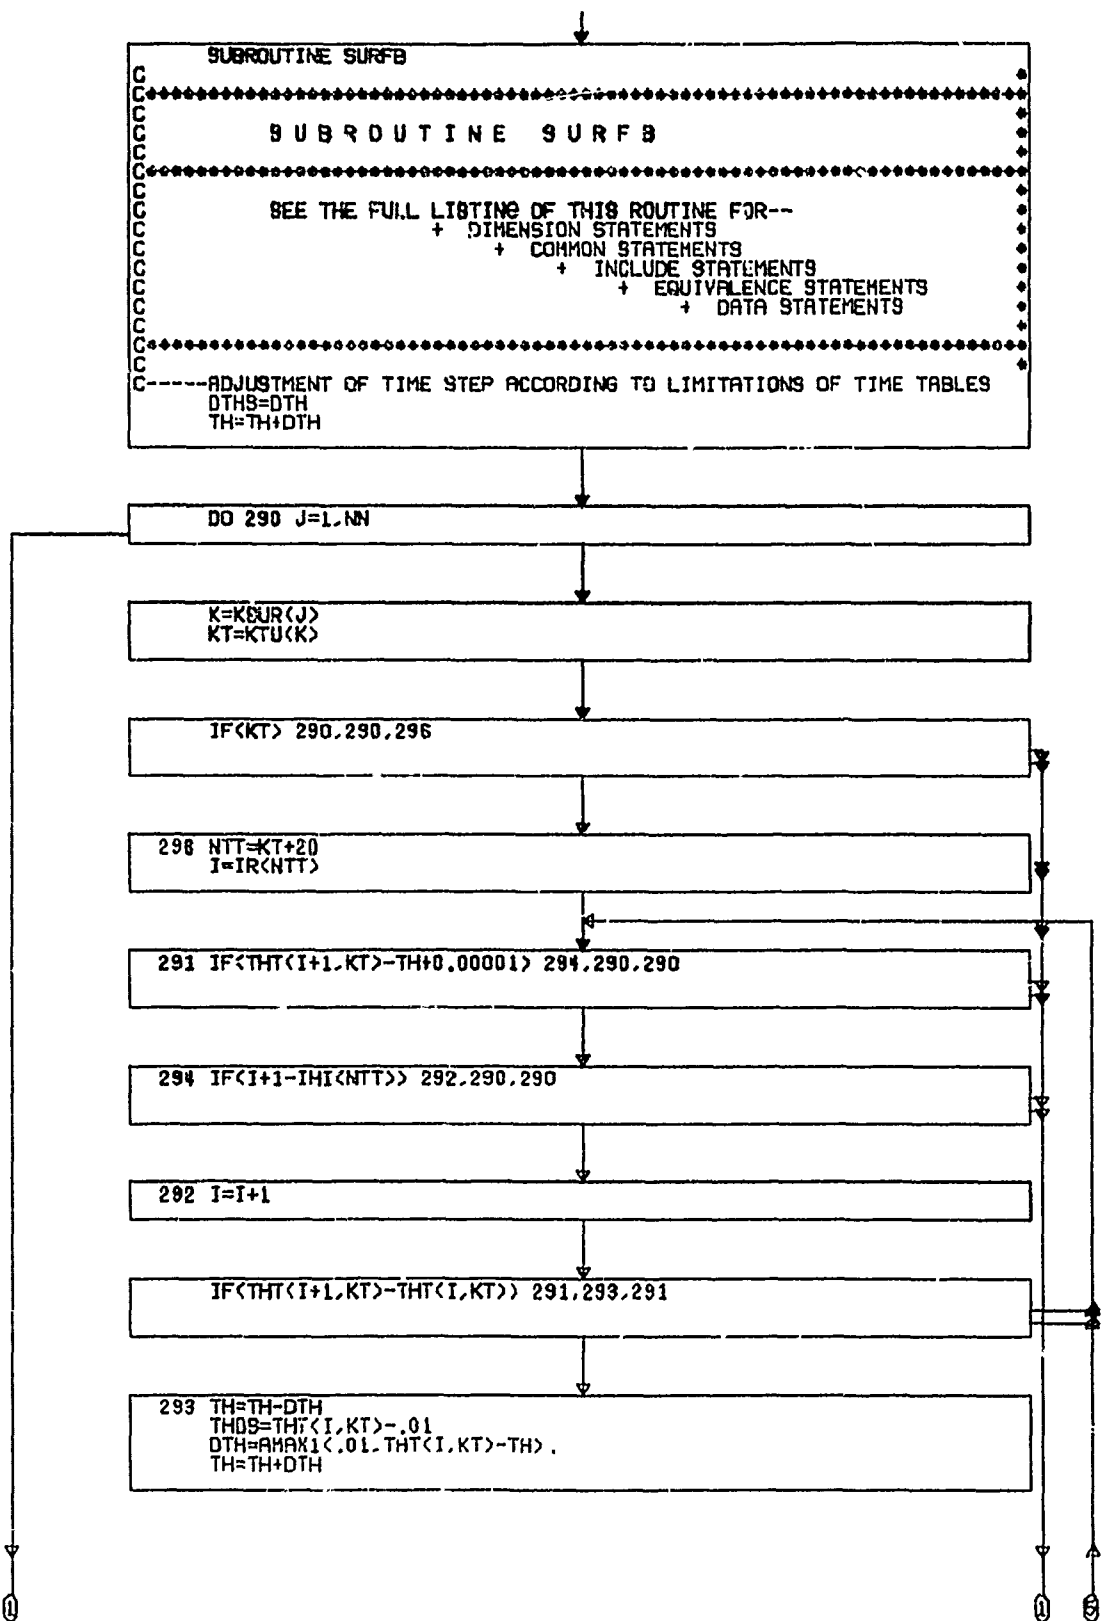 SUBROUTINE SURFB
C *
C************************************************************************
C *
C S U B R O U T I N E S U R F B *
C *
C************************************************************************
C *
C SEE THE FULL LISTING OF THIS ROUTINE FOR-- *
C + DIMENSION STATEMENTS *
C + COMMON STATEMENTS *
C + INCLUDE STATEMENTS *
C + EQUIVALENCE STATEMENTS *
C + DATA STATEMENTS *
C *
C************************************************************************
C *
C-----ADJUSTMENT OF TIME STEP ACCORDING TO LIMITATIONS OF TIME TABLES
DTHS=DTH
TH=TH+DTH
DO 290 J=1,NN
K=KSUR(J)
KT=KTU(K)
IF(KT) 290,290,296
296 NTT=KT+20
I=IR(NTT)
291 IF(THT(I+1,KT)-TH+0.00001) 294,290,290
294 IF(I+1-IHI(NTT)) 292,290,290
292 I=I+1
IF(THT(I+1,KT)-THT(I,KT)) 291,293,291
293 TH=TH-DTH
THDS=THT(I,KT)-.01
DTH=AMAX1(.01,THT(I,KT)-TH).
TH=TH+DTH
1 1